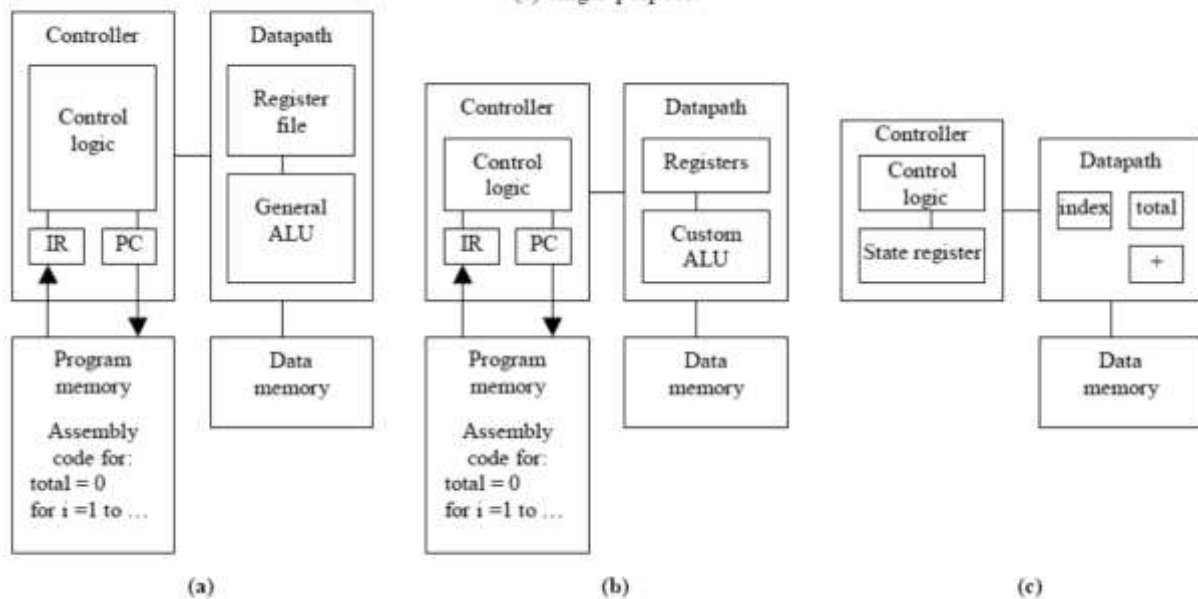 Controller
Control
logic
IR
PC
Program
memory
Assembly
code for:
total = 0
for i =1 to …
Datapath
Register
file
General
ALU
Data
memory
(a)
Controller
Control
logic
IR
PC
Program
memory
Assembly
code for:
total = 0
for i =1 to …
Datapath
Registers
Custom
ALU
Data
memory
(b)
Controller
Control
logic
State register
Datapath
index
total
+
Data
memory
(c)